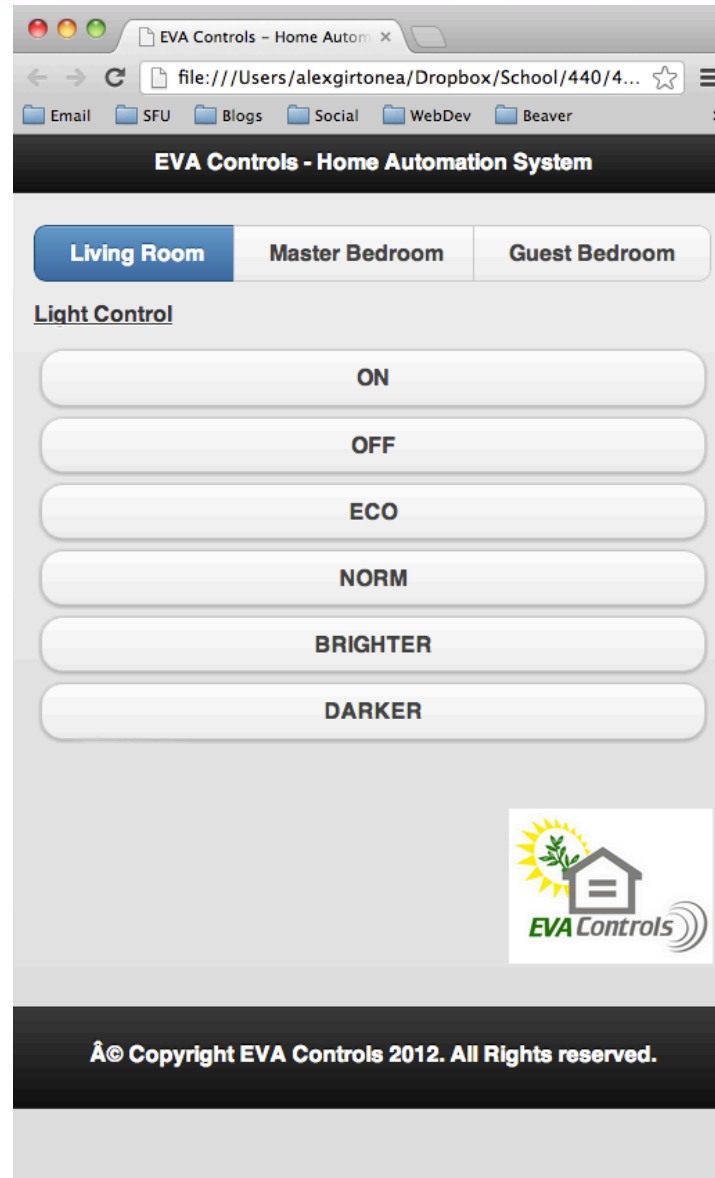 EVA Controls – Home Autom
file:///Users/alexgirtonea/Dropbox/School/440/4...
Email SFU Blogs Social WebDev Beaver
EVA Controls - Home Automation System
Living Room Master Bedroom Guest Bedroom
Light Control
ON
OFF
ECO
NORM
BRIGHTER
DARKER
EVA Controls
Â© Copyright EVA Controls 2012. All Rights reserved.